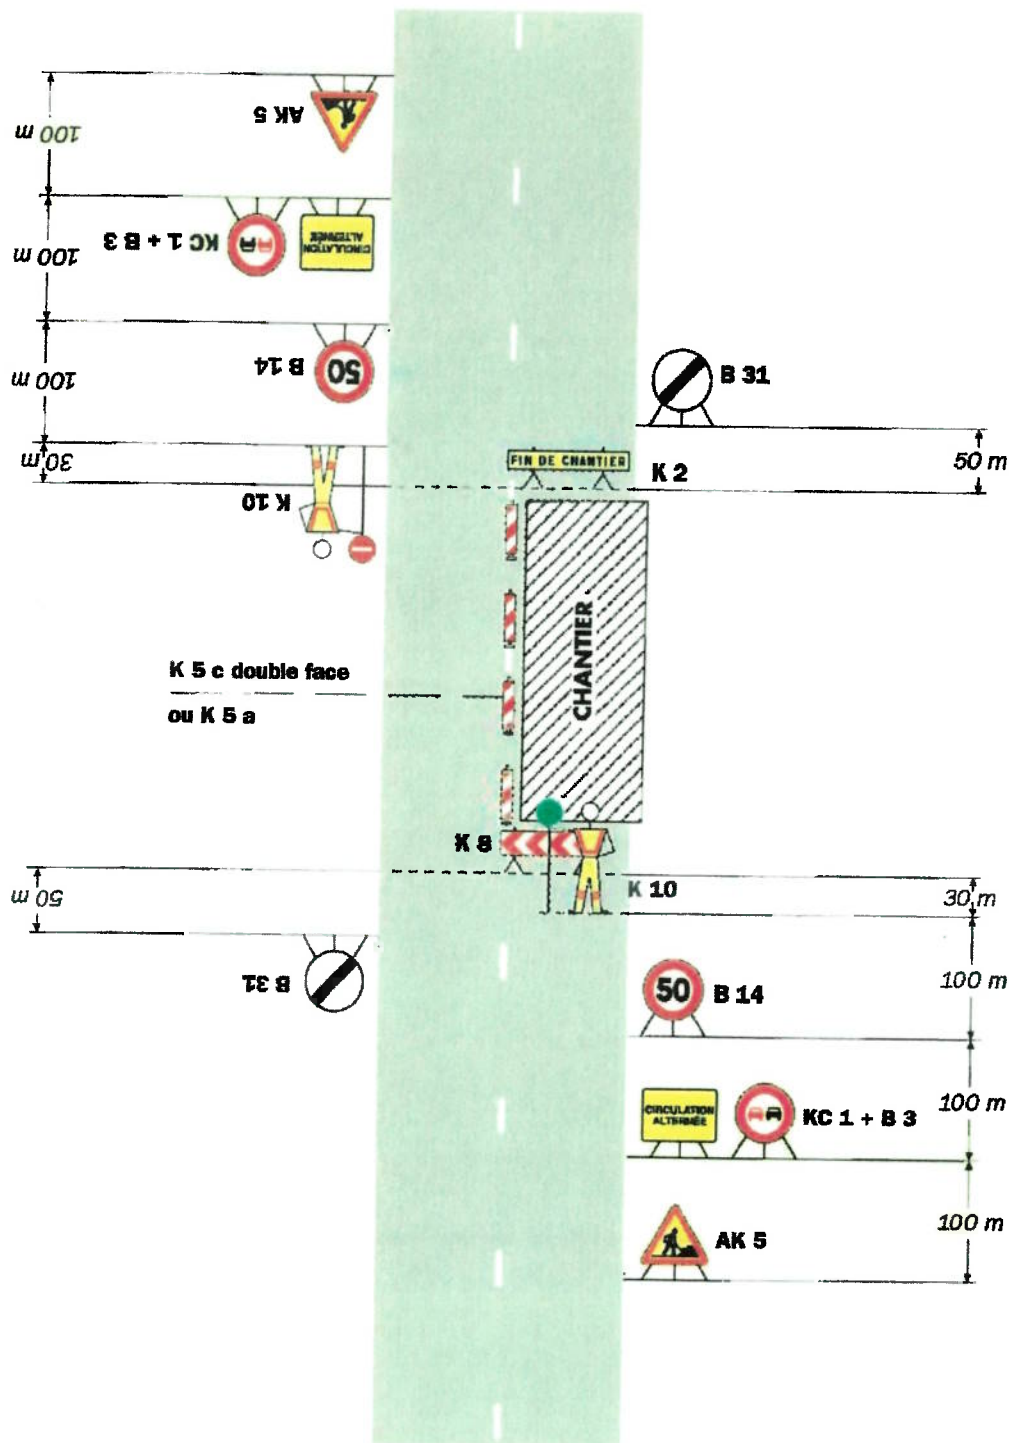 100 m
AK 5
100 m
KC 1 + B 3
CIRCULATION
ALTERNÉE
100 m
B 14
50
B 31
30 m
FIN DE CHANTIER
K 2
50 m
K 10
CHANTIER
K 5 c double face
ou K 5 a
K 8
50 m
K 10
30 m
B 31
50
B 14
100 m
CIRCULATION
ALTERNÉE
KC 1 + B 3
100 m
AK 5
100 m